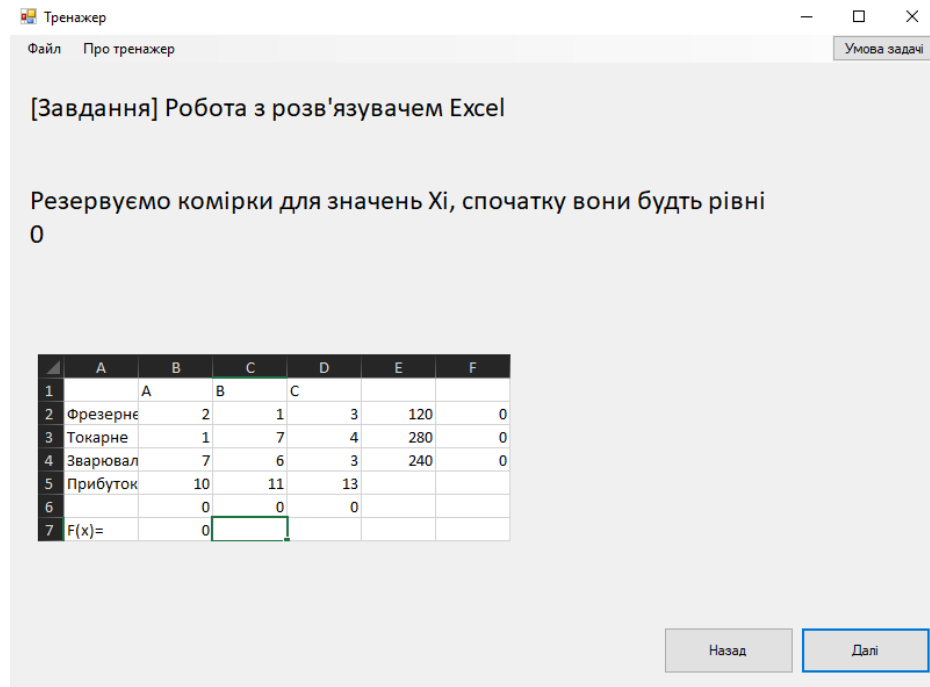 Тренажер
Файл Про тренажер Умова задачі
[Завдання] Робота з розв'язувачем Excel
Резервуємо комірки для значень Xi, спочатку вони будть рівні
0
A B C D E F
1 A B C
2 Фрезерне 2 1 3 120 0
3 Токарне 1 7 4 280 0
4 Зварювал 7 6 3 240 0
5 Прибуток 10 11 13
6 0 0 0
7 F(x)= 0
Назад Далі